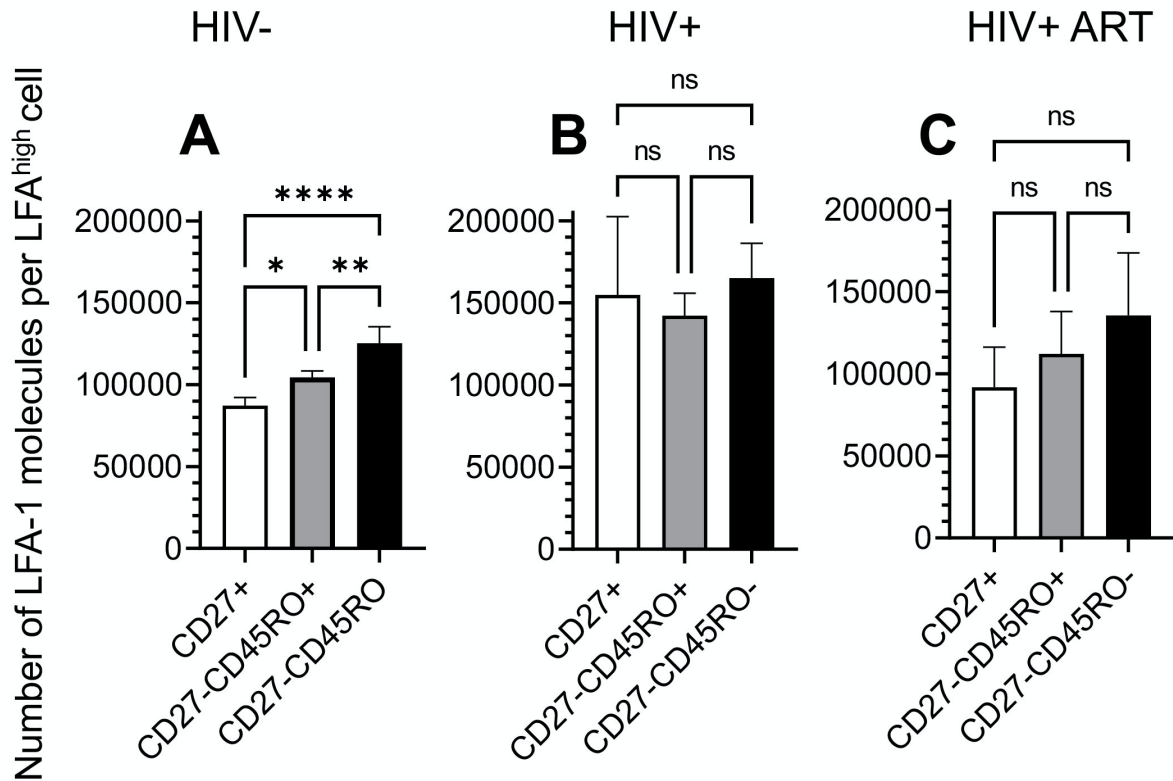 HIV-
HIV+
HIV+ ART
Number of LFA-1 molecules per LFAhigh cell
A
****
*
**
200000
150000
100000
50000
0
CD27+
CD27-CD45RO+
CD27-CD45RO
B
ns
ns
ns
200000
150000
100000
50000
0
CD27+
CD27-CD45RO+
CD27-CD45RO-
C
ns
ns
ns
200000
150000
100000
50000
0
CD27+
CD27-CD45RO+
CD27-CD45RO-